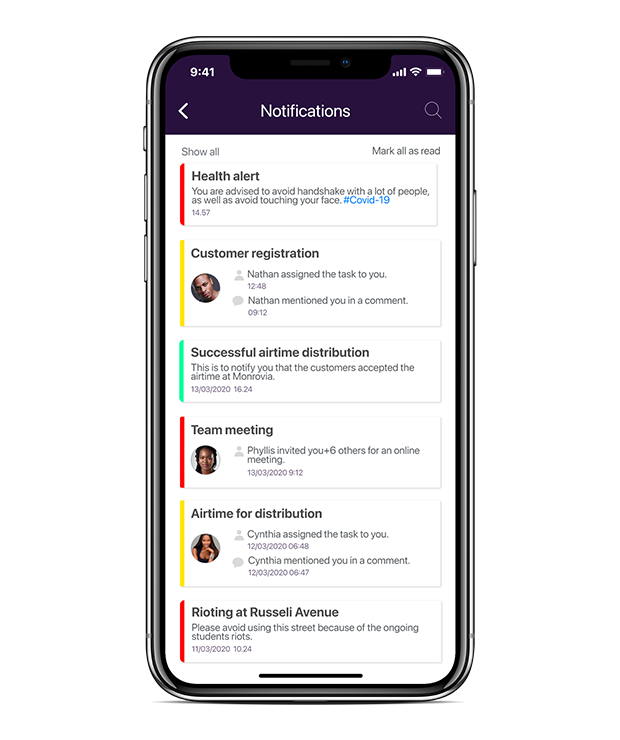 9:41
Notifications
Show all
Mark all as read
Health alert
You are advised to avoid handshake with a lot of people,
as well as avoid touching your face. #Covid-19
14.57
Customer registration
Nathan assigned the task to you.
12:48
Nathan mentioned you in a comment.
09:12
Successful airtime distribution
This is to notify you that the customers accepted the
airtime at Monrovia.
13/03/2020 16.24
Team meeting
Phyllis invited you+6 others for an online
meeting.
13/03/2020 9:12
Airtime for distribution
Cynthia assigned the task to you.
12/03/2020 06:48
Cynthia mentioned you in a comment.
12/03/2020 06:47
Rioting at Russeli Avenue
Please avoid using this street because of the ongoing
students riots.
11/03/2020 10.24